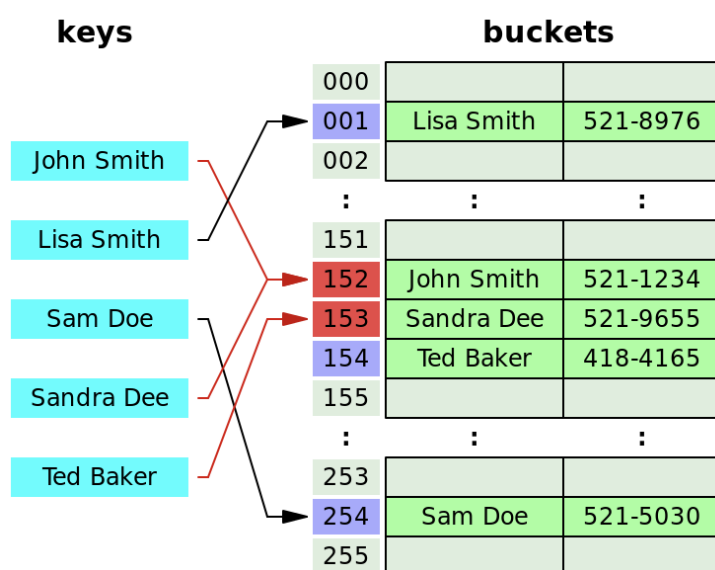 keys
buckets
John Smith
Lisa Smith
Sam Doe
Sandra Dee
Ted Baker
000
001 Lisa Smith 521-8976
002
: : :
151
152 John Smith 521-1234
153 Sandra Dee 521-9655
154 Ted Baker 418-4165
155
: : :
253
254 Sam Doe 521-5030
255